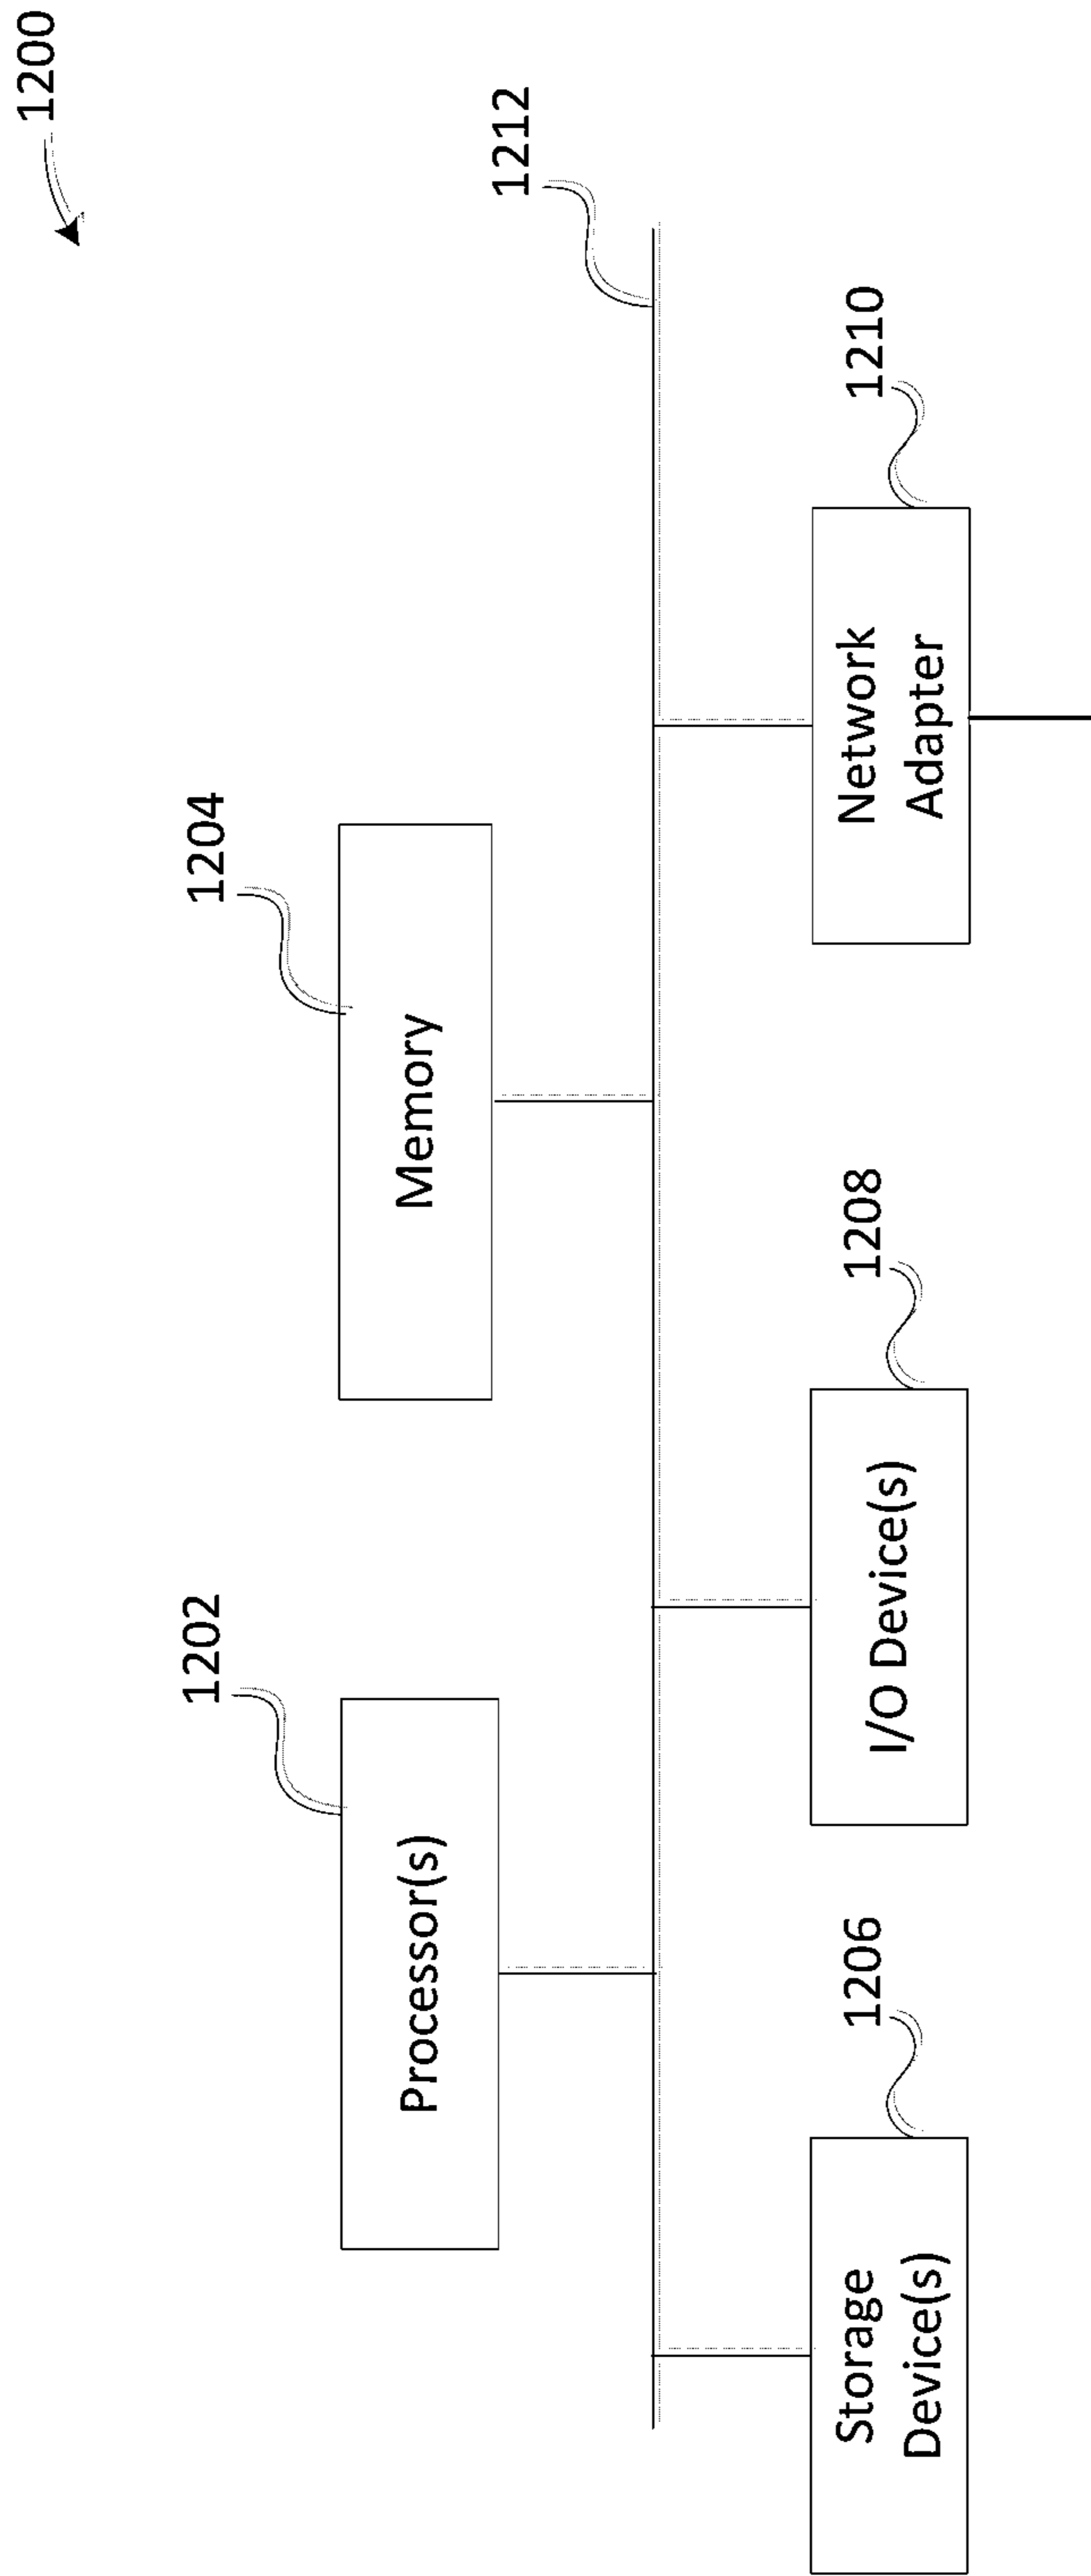 1200
1212
1204
1202
Memory
Processor(s)
1210
1208
1206
Network
Adapter
I/O Device(s)
Storage
Device(s)